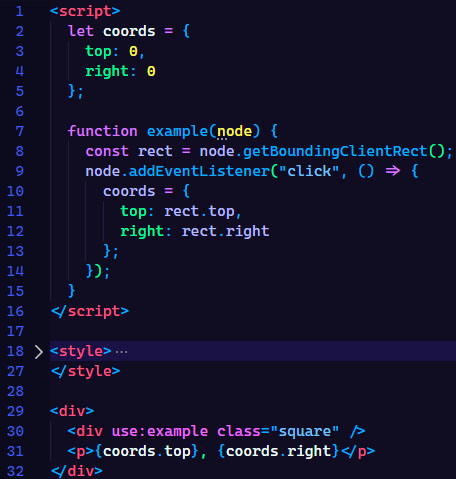 1 <script>
2   let coords = {
3     top: 0,
4     right: 0
5   };
6
7   function example(node) {
8     const rect = node.getBoundingClientRect();
9     node.addEventListener("click", () => {
10       coords = {
11         top: rect.top,
12         right: rect.right
13       };
14     });
15   }
16 </script>
17
18 <style>⋯
27 </style>
28
29 <div>
30   <div use:example class="square" />
31   <p>{coords.top}, {coords.right}</p>
32 </div>